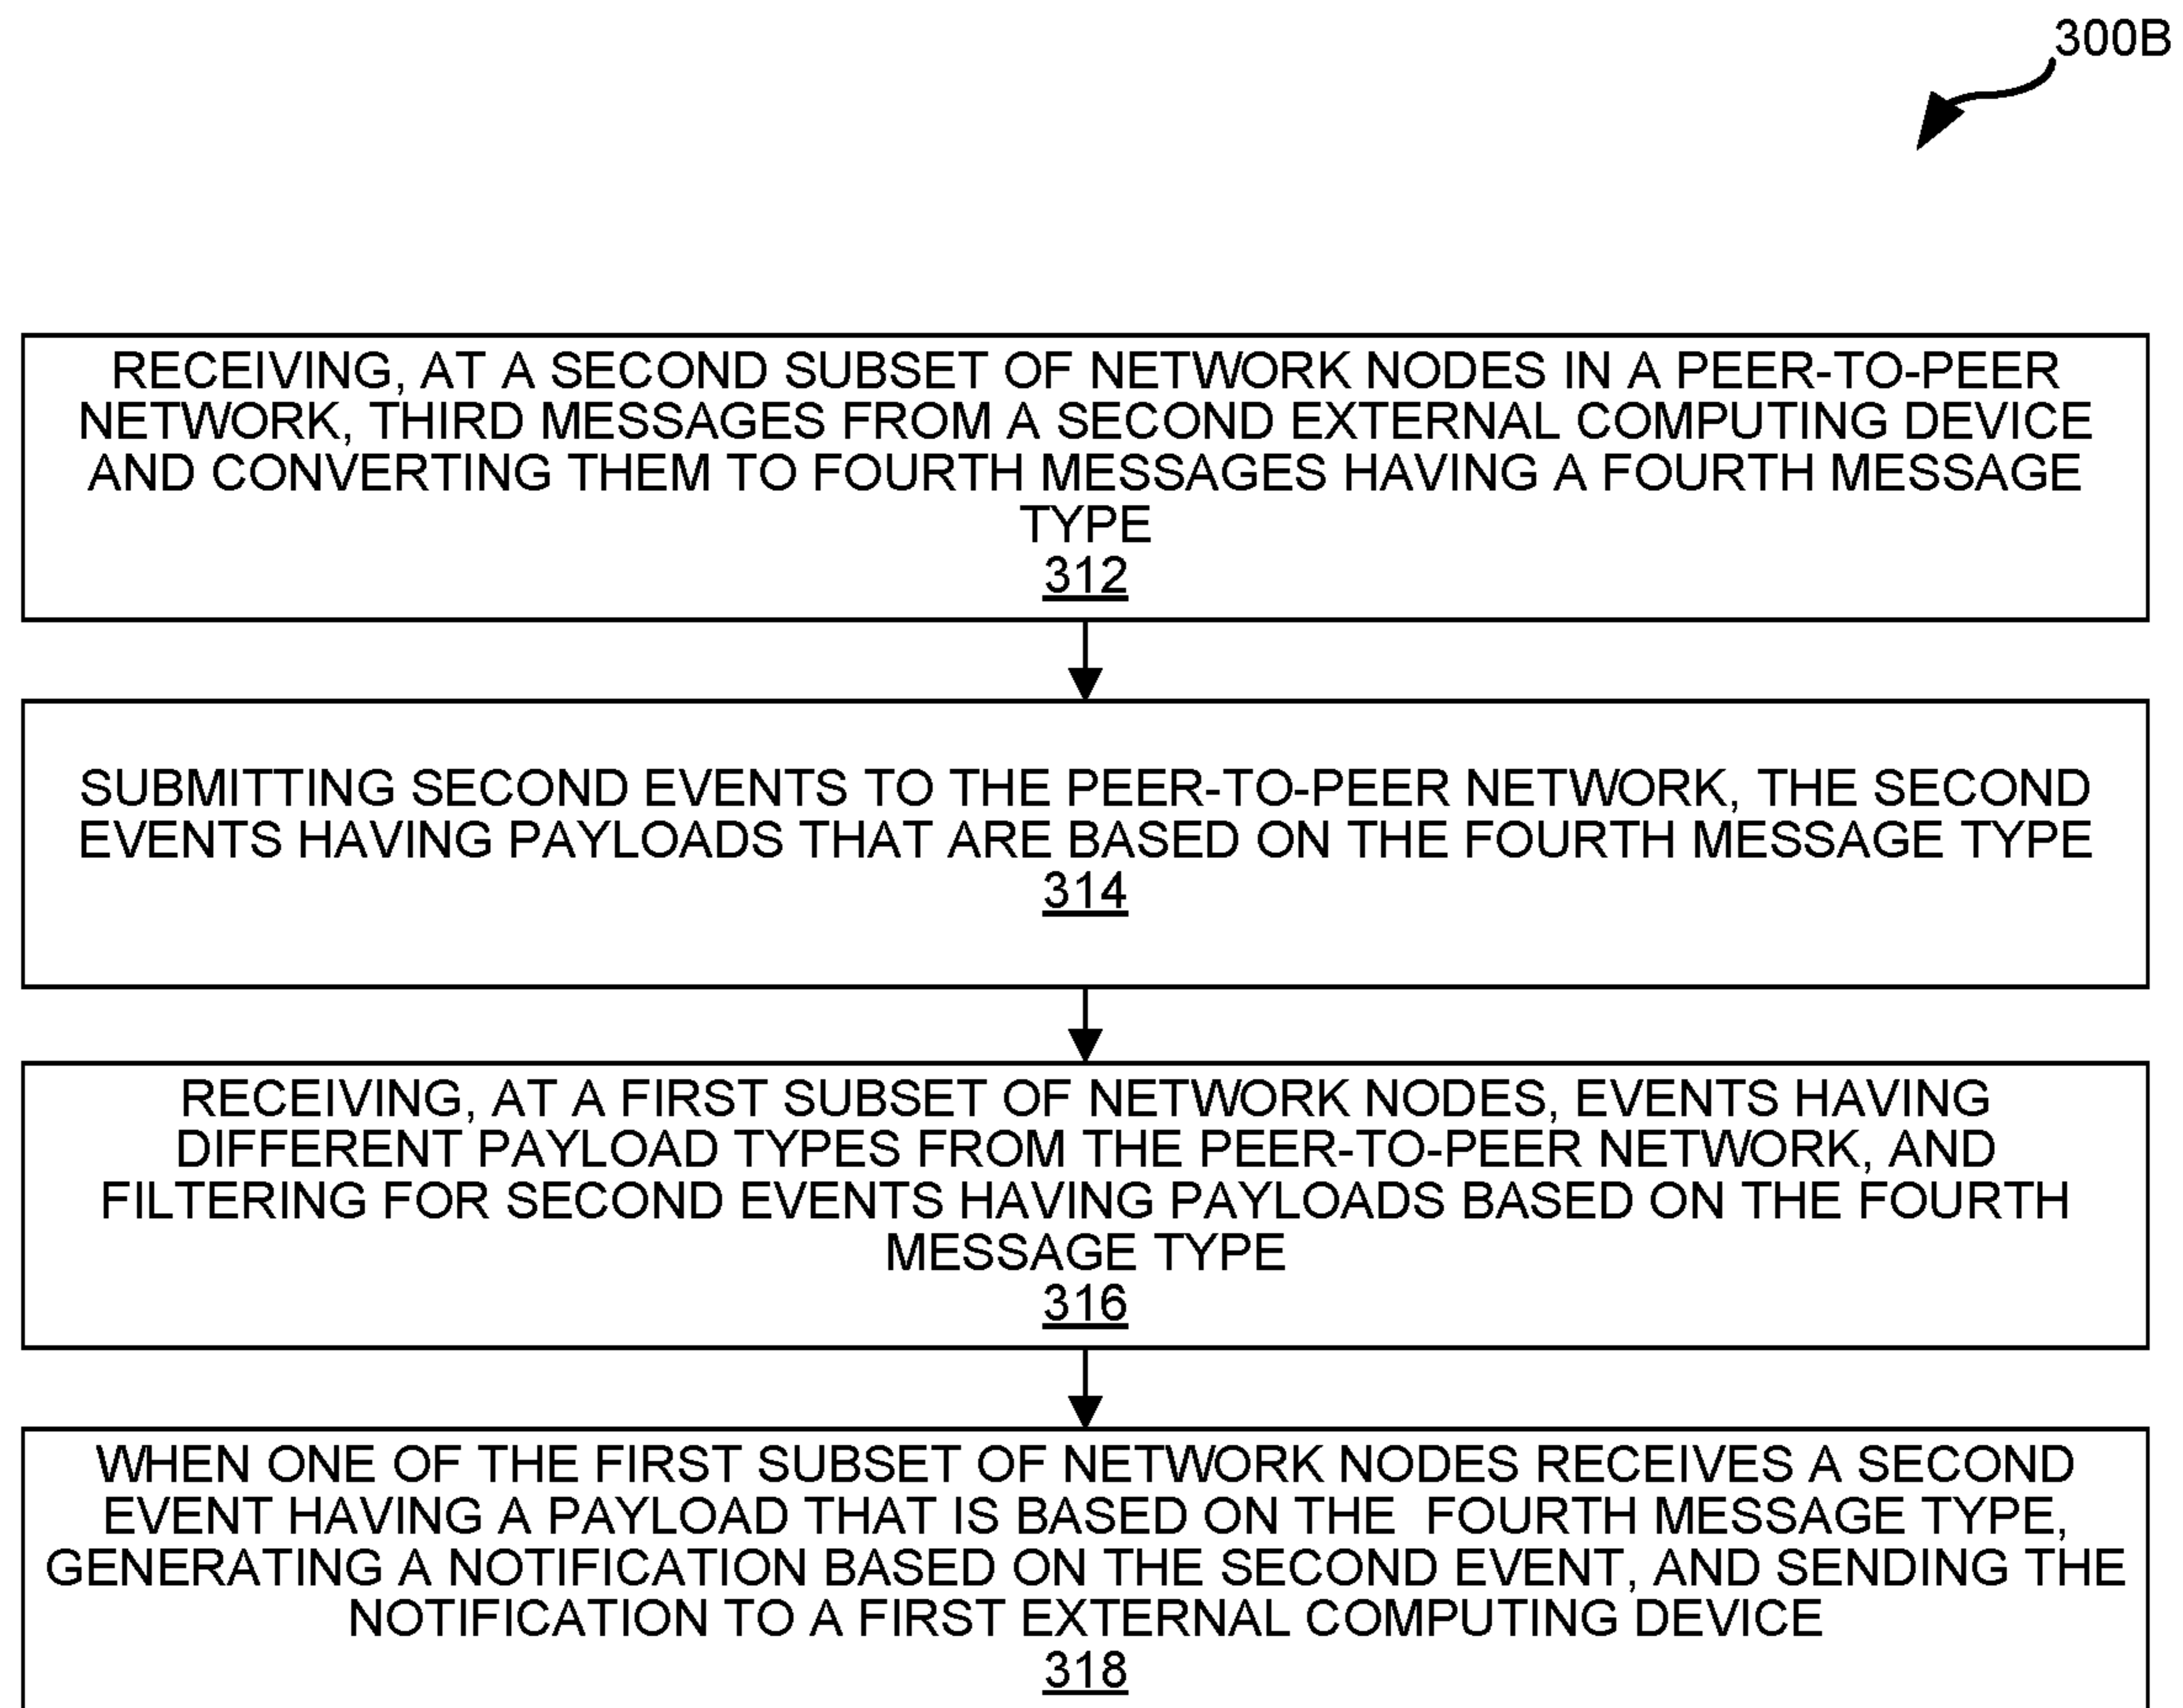 300B
RECEIVING, AT A SECOND SUBSET OF NETWORK NODES IN A PEER-TO-PEER
NETWORK, THIRD MESSAGES FROM A SECOND EXTERNAL COMPUTING DEVICE
AND CONVERTING THEM TO FOURTH MESSAGES HAVING A FOURTH MESSAGE
TYPE
312
SUBMITTING SECOND EVENTS TO THE PEER-TO-PEER NETWORK, THE SECOND
EVENTS HAVING PAYLOADS THAT ARE BASED ON THE FOURTH MESSAGE TYPE
314
RECEIVING, AT A FIRST SUBSET OF NETWORK NODES, EVENTS HAVING
DIFFERENT PAYLOAD TYPES FROM THE PEER-TO-PEER NETWORK, AND
FILTERING FOR SECOND EVENTS HAVING PAYLOADS BASED ON THE FOURTH
MESSAGE TYPE
316
WHEN ONE OF THE FIRST SUBSET OF NETWORK NODES RECEIVES A SECOND
EVENT HAVING A PAYLOAD THAT IS BASED ON THE FOURTH MESSAGE TYPE,
GENERATING A NOTIFICATION BASED ON THE SECOND EVENT, AND SENDING THE
NOTIFICATION TO A FIRST EXTERNAL COMPUTING DEVICE
318